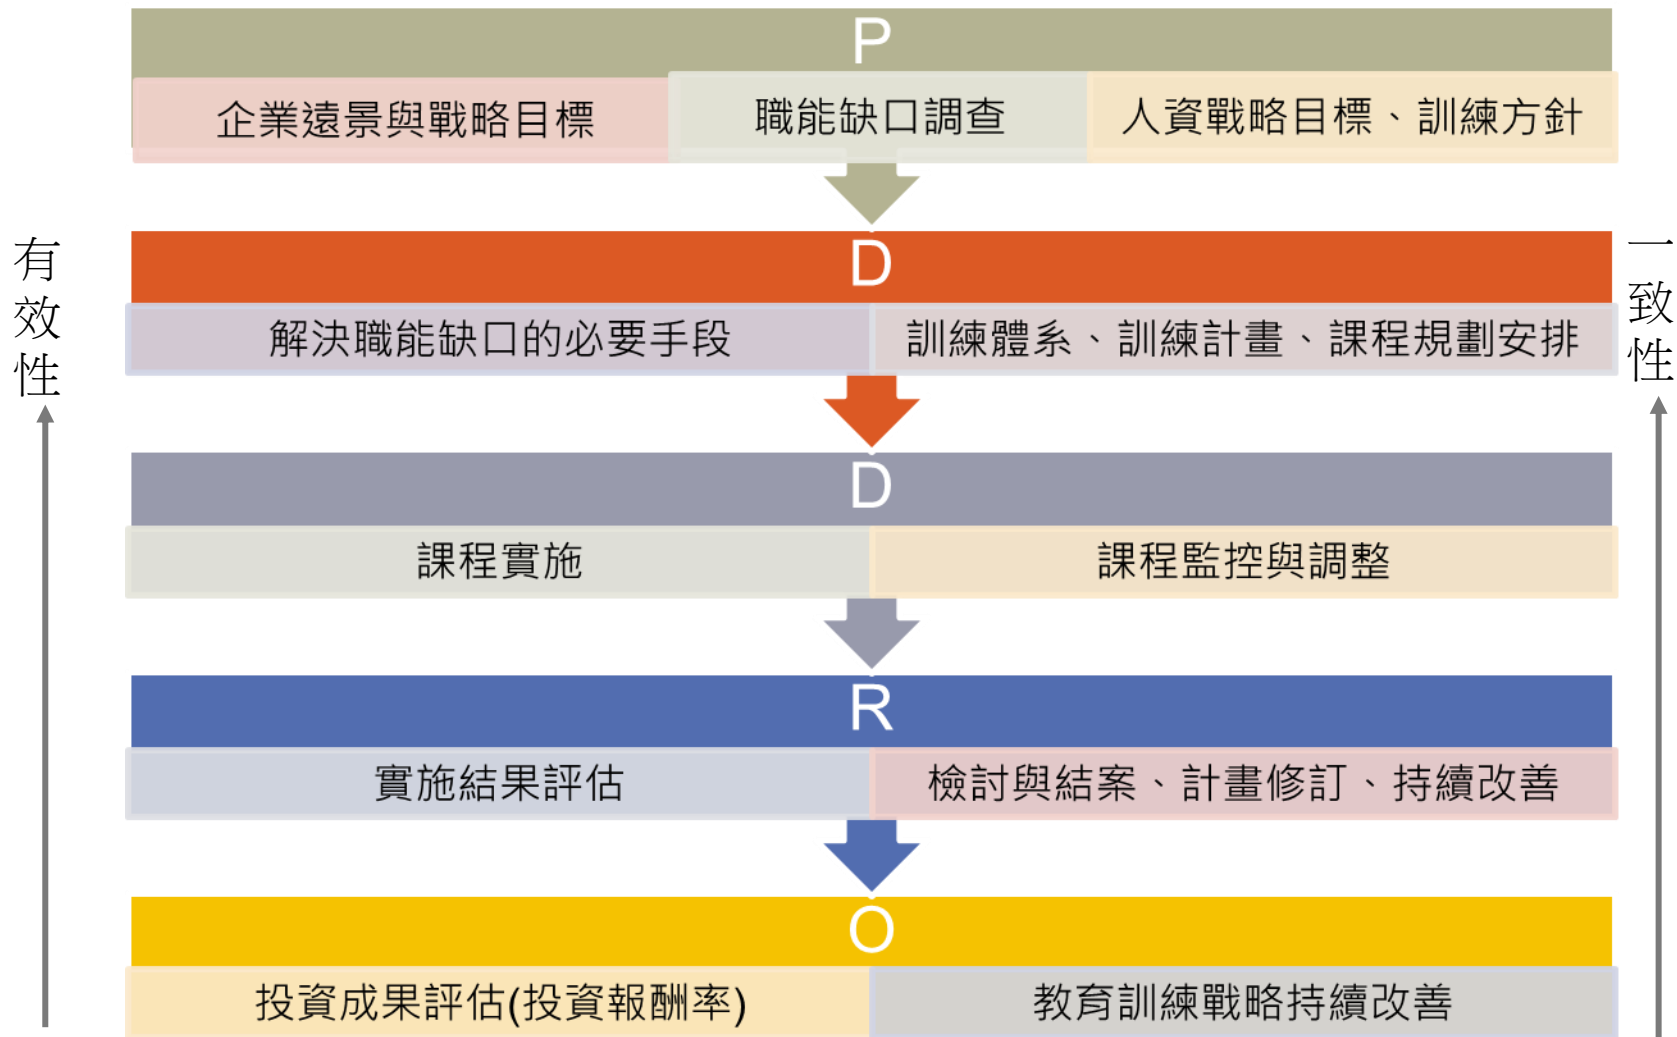 P
企業遠景與戰略目標
職能缺口調查
人資戰略目標、訓練方針
有效性
一致性
D
解決職能缺口的必要手段
訓練體系、訓練計畫、課程規劃安排
D
課程實施
課程監控與調整
R
實施結果評估
檢討與結案、計畫修訂、持續改善
O
投資成果評估(投資報酬率)
教育訓練戰略持續改善